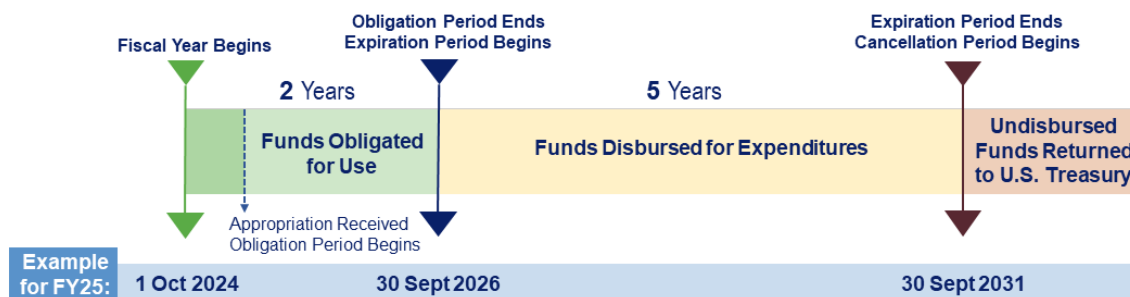 Fiscal Year Begins
Obligation Period Ends
Expiration Period Begins
Expiration Period Ends
Cancellation Period Begins
2 Years
5 Years
Funds Obligated
for Use
Funds Disbursed for Expenditures
Undisbursed
Funds Returned
to U.S. Treasury
Appropriation Received
Obligation Period Begins
Example
for FY25:
1 Oct 2024
30 Sept 2026
30 Sept 2031